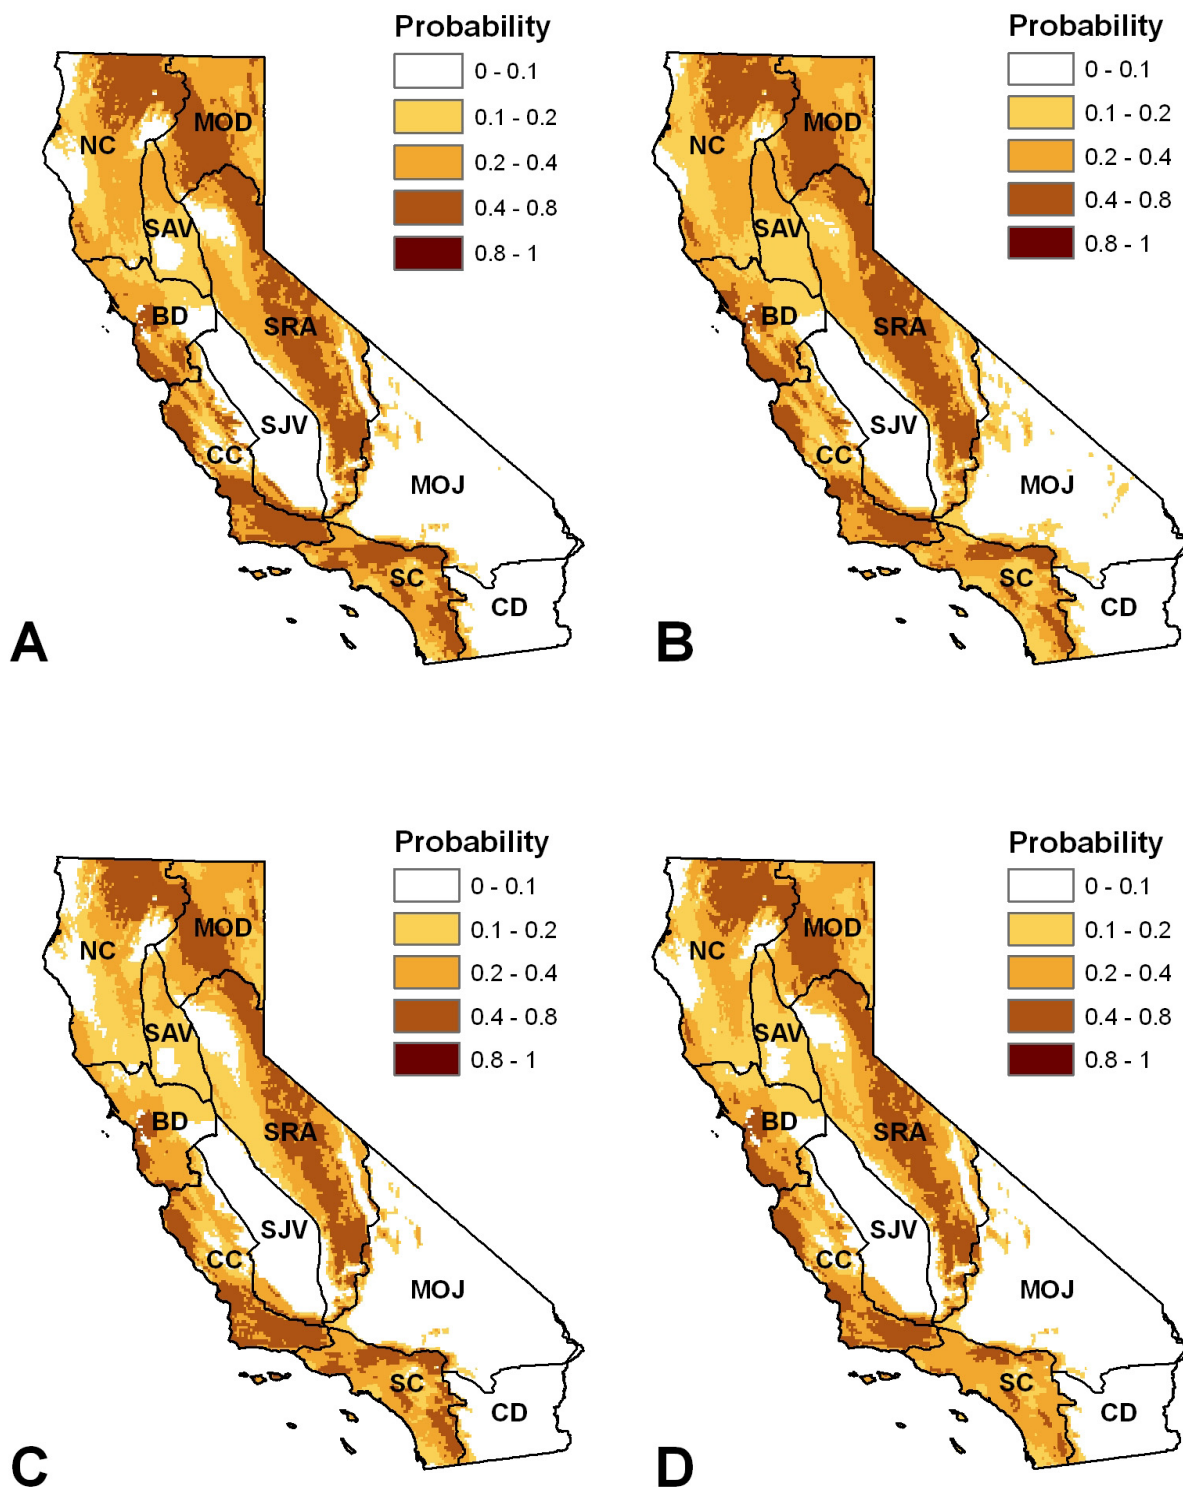 Probability
0 - 0.1
0.1 - 0.2
0.2 - 0.4
0.4 - 0.8
0.8 - 1
MOD
NC
SAV
BD
SRA
SJV
CC
MOJ
SC
CD
A
Probability
0 - 0.1
0.1 - 0.2
0.2 - 0.4
0.4 - 0.8
0.8 - 1
MOD
NC
SAV
BD
SRA
SJV
CC
MOJ
SC
CD
B
Probability
0 - 0.1
0.1 - 0.2
0.2 - 0.4
0.4 - 0.8
0.8 - 1
MOD
NC
SAV
BD
SRA
SJV
CC
MOJ
SC
CD
C
Probability
0 - 0.1
0.1 - 0.2
0.2 - 0.4
0.4 - 0.8
0.8 - 1
MOD
NC
SAV
BD
SRA
SJV
CC
MOJ
SC
CD
D